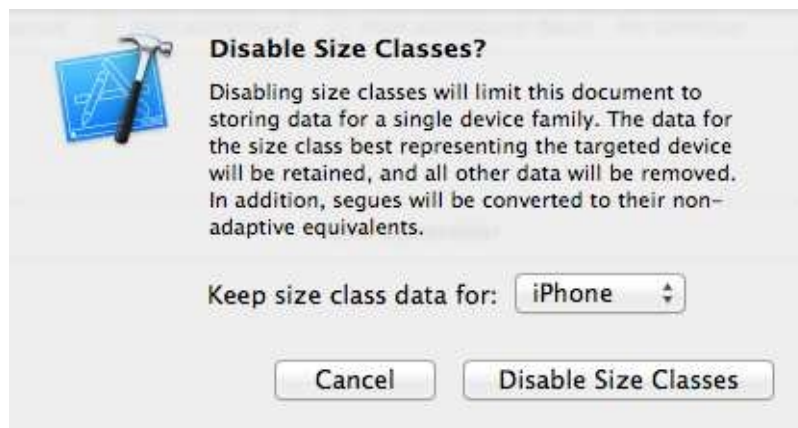 Disable Size Classes?
Disabling size classes will limit this document to
storing data for a single device family. The data for
the size class best representing the targeted device
will be retained, and all other data will be removed.
In addition, segues will be converted to their non-
adaptive equivalents.
Keep size class data for: iPhone
Cancel Disable Size Classes